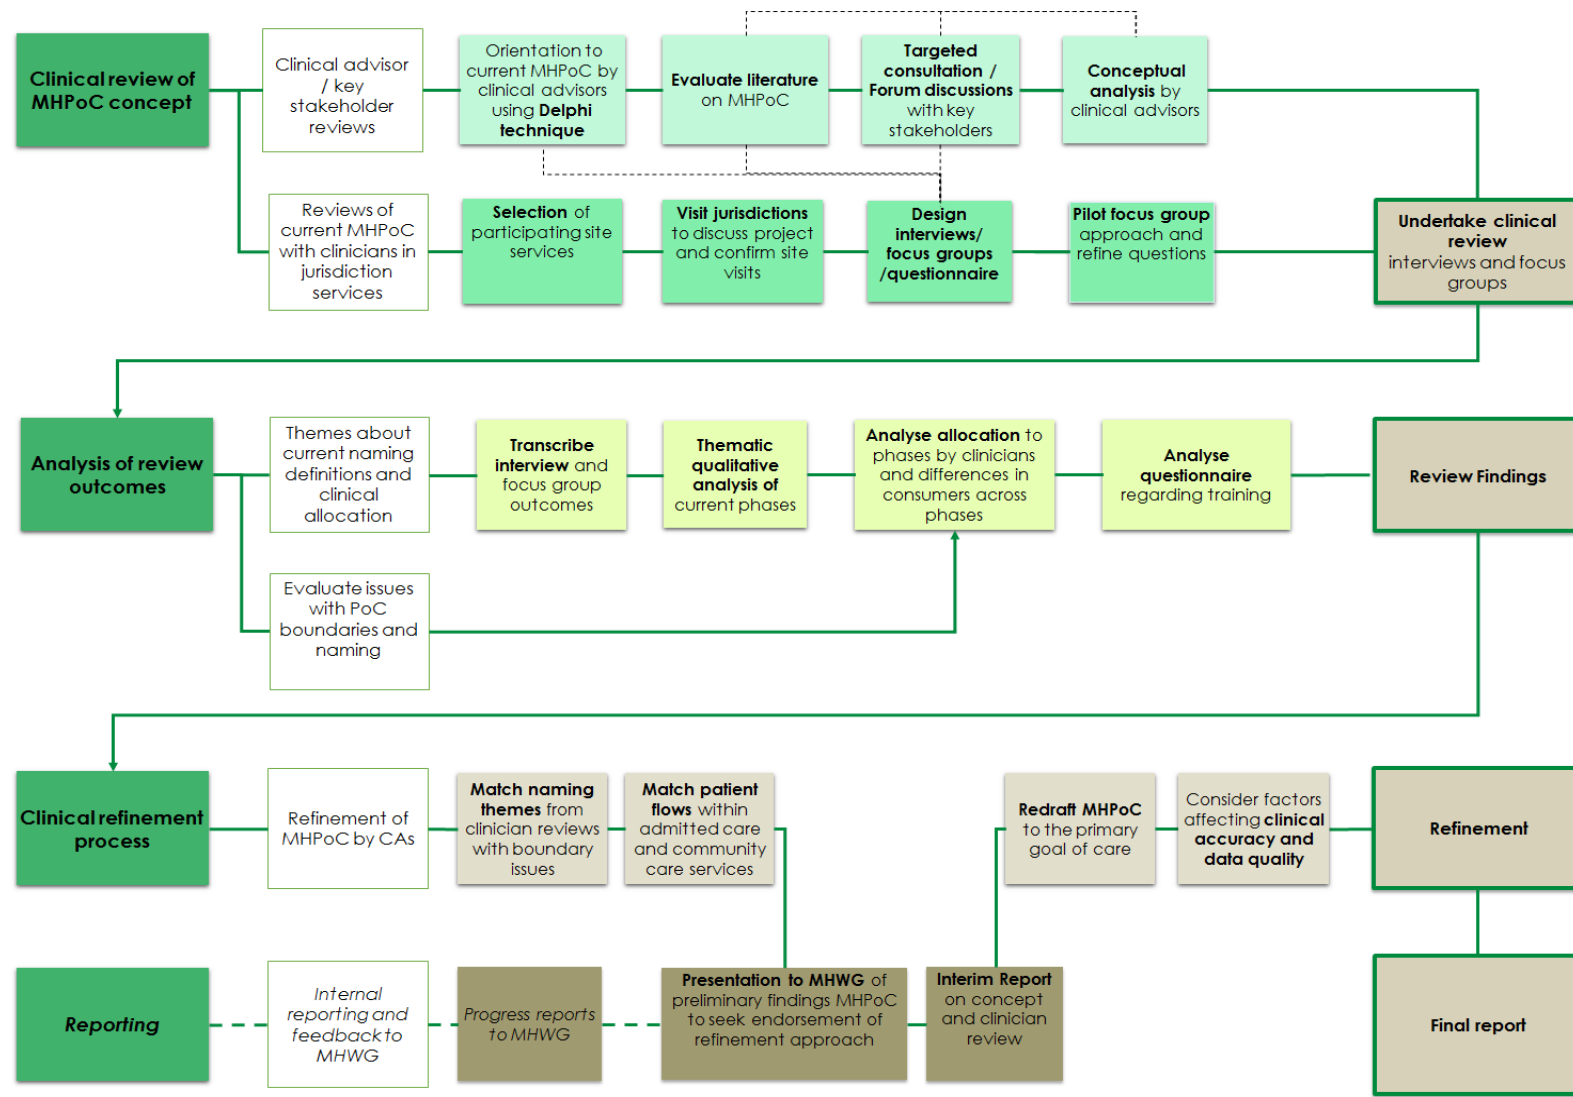 Clinical review of
MHPoC concept
Clinical advisor
/ key
stakeholder
reviews
Orientation to
current MHPoC by
clinical advisors
using Delphi
technique
Evaluate literature
on MHPoC
Targeted
consultation /
Forum discussions
with key
stakeholders
Conceptual
analysis by
clinical advisors
Reviews of
current MHPoC
with clinicians in
jurisdiction
services
Selection of
participating site
services
Visit jurisdictions
to discuss project
and confirm site
visits
Design
interviews/
focus groups
/questionnaire
Pilot focus group
approach and
refine questions
Undertake clinical
review
interviews and focus
groups
Analysis of review
outcomes
Themes about
current naming
definitions and
clinical
allocation
Transcribe
interview and
focus group
outcomes
Thematic
qualitative
analysis of
current phases
Analyse allocation to
phases by clinicians
and differences in
consumers across
phases
Analyse
questionnaire
regarding training
Review Findings
Evaluate issues
with PoC
boundaries and
naming
Clinical refinement
process
Refinement of
MHPoC by CAs
Match naming
themes from
clinician reviews
with boundary
issues
Match patient
flows within
admitted care
and community
care services
Redraft MHPoC
to the primary
goal of care
Consider factors
affecting clinical
accuracy and
data quality
Refinement
Reporting
Internal
reporting and
feedback to
MHWG
Progress reports
to MHWG
Presentation to MHWG of
preliminary findings MHPoC
to seek endorsement of
refinement approach
Interim Report
on concept
and clinician
review
Final report